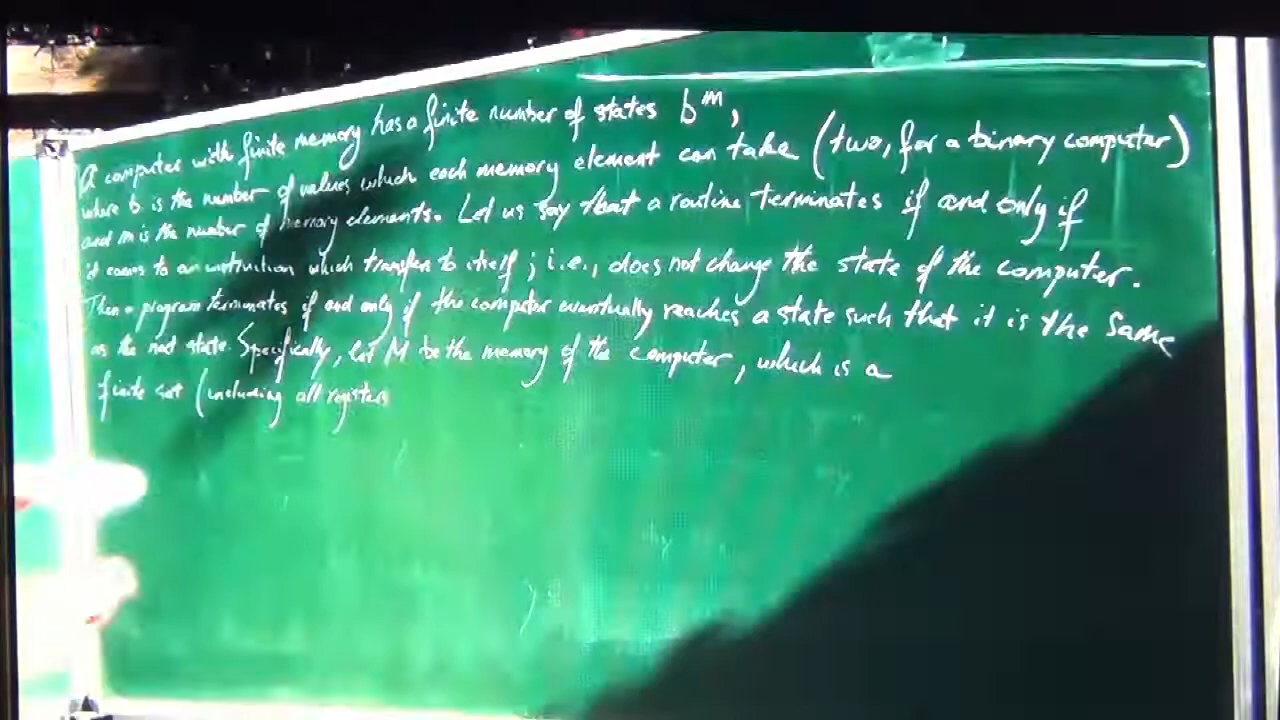 A computer with finite memory has a finite number of states b^m,
where b is the number of values which each memory element can take (two, for a binary computer)
and m is the number of memory elements. Let us say that a routine terminates if and only if
it comes to an instruction which transfers to itself; i.e., does not change the state of the computer.
Then a program terminates if and only if the computer eventually reaches a state such that it is the same
as the next state. Specifically, let M be the memory of the computer, which is a
finite set (including all registers